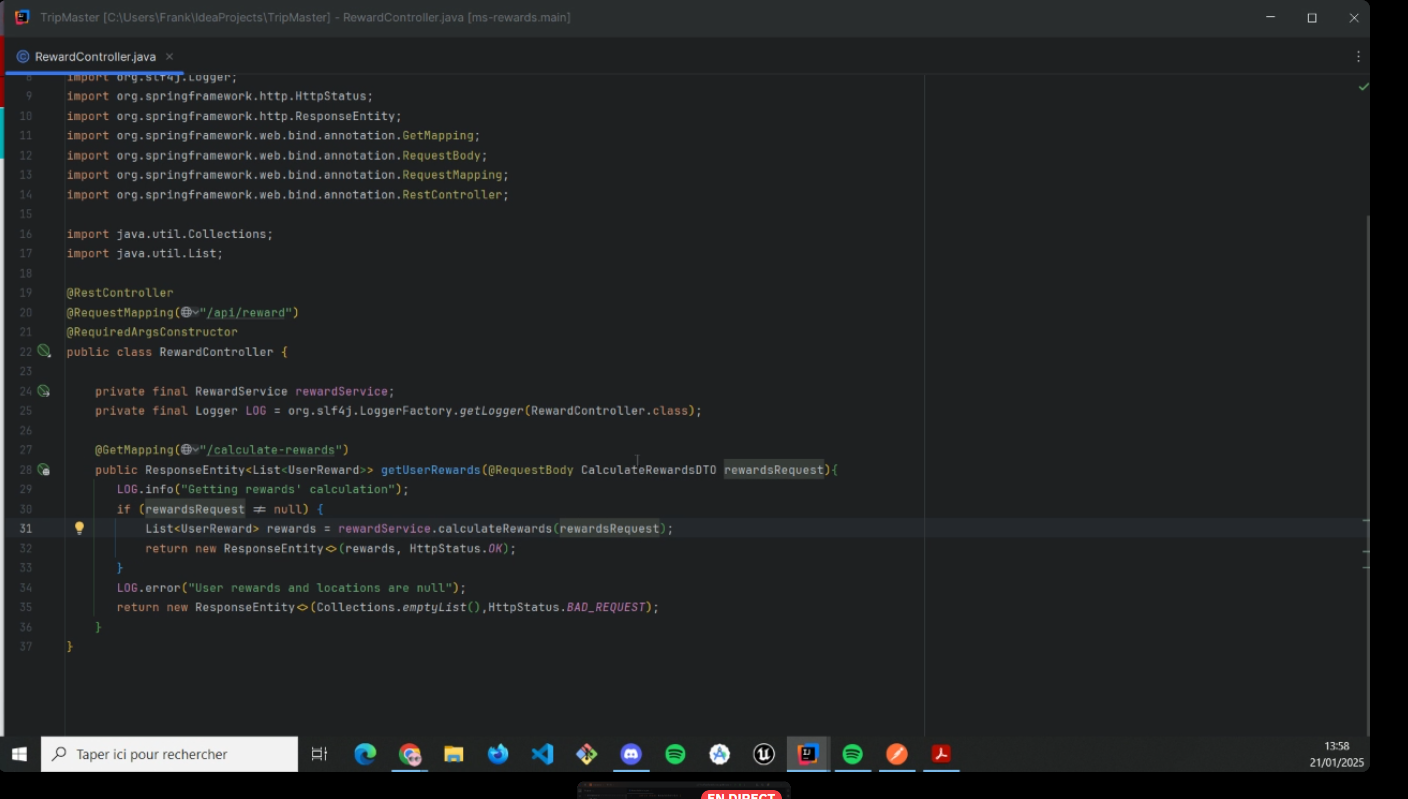 TripMaster [C:\Users\Frank\IdeaProjects\TripMaster] - RewardController.java [ms-rewards.main]
RewardController.java
8 import org.slf4j.Logger;
9 import org.springframework.http.HttpStatus;
10 import org.springframework.http.ResponseEntity;
11 import org.springframework.web.bind.annotation.GetMapping;
12 import org.springframework.web.bind.annotation.RequestBody;
13 import org.springframework.web.bind.annotation.RequestMapping;
14 import org.springframework.web.bind.annotation.RestController;
15
16 import java.util.Collections;
17 import java.util.List;
18
19 @RestController
20 @RequestMapping("/api/reward")
21 @RequiredArgsConstructor
22 public class RewardController {
23
24 private final RewardService rewardService;
25 private final Logger LOG = org.slf4j.LoggerFactory.getLogger(RewardController.class);
26
27 @GetMapping("/calculate-rewards")
28 public ResponseEntity<List<UserReward>> getUserRewards(@RequestBody CalculateRewardsDTO rewardsRequest){
29 LOG.info("Getting rewards' calculation");
30 if (rewardsRequest ≠ null) {
31 List<UserReward> rewards = rewardService.calculateRewards(rewardsRequest);
32 return new ResponseEntity<>(rewards, HttpStatus.OK);
33 }
34 LOG.error("User rewards and locations are null");
35 return new ResponseEntity<>(Collections.emptyList(),HttpStatus.BAD_REQUEST);
36 }
37 }
Taper ici pour rechercher
13:58
21/01/2025
EN DIRECT